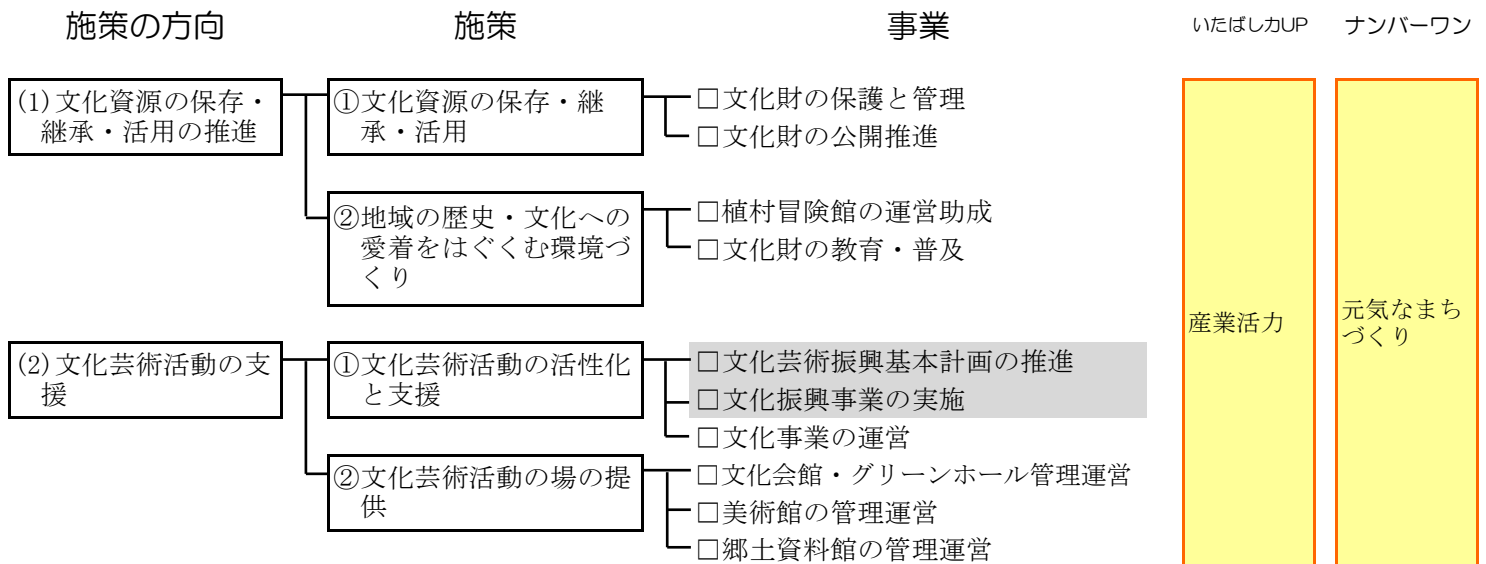 施策の方向 施策 事業 いたばし力UP ナンバーワン
(1)文化資源の保存・
継承・活用の推進
①文化資源の保存・継
承・活用
□文化財の保護と管理
□文化財の公開推進
②地域の歴史・文化への
愛着をはぐくむ環境づ
くり
□植村冒険館の運営助成
□文化財の教育・普及
(2)文化芸術活動の支
援
①文化芸術活動の活性化
と支援
□文化芸術振興基本計画の推進
□文化振興事業の実施
□文化事業の運営
②文化芸術活動の場の提
供
□文化会館・グリーンホール管理運営
□美術館の管理運営
□郷土資料館の管理運営
産業活力
元気なまち
づくり